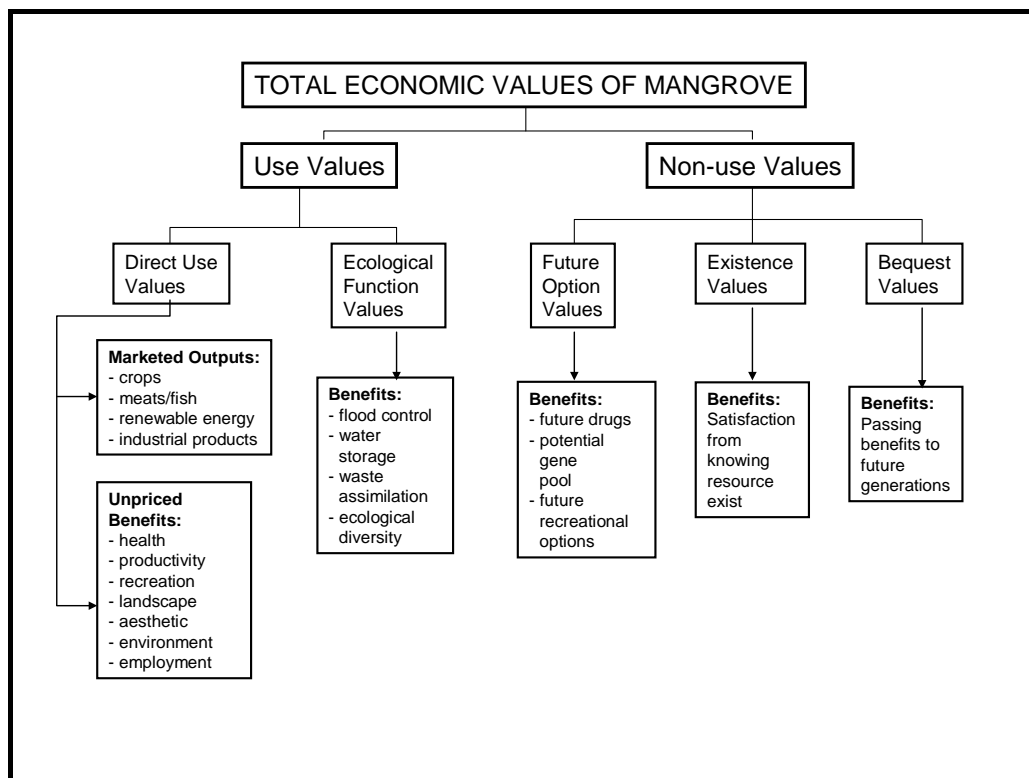 TOTAL ECONOMIC VALUES OF MANGROVE
Use Values
Non-use Values
Direct Use
Values
Ecological
Function
Values
Future
Option
Values
Existence
Values
Bequest
Values
Marketed Outputs:
- crops
- meats/fish
- renewable energy
- industrial products
Unpriced
Benefits:
- health
- productivity
- recreation
- landscape
- aesthetic
- environment
- employment
Benefits:
- flood control
- water
storage
- waste
assimilation
- ecological
diversity
Benefits:
- future drugs
- potential
gene
pool
- future
recreational
options
Benefits:
Satisfaction
from
knowing
resource
exist
Benefits:
Passing
benefits to
future
generations